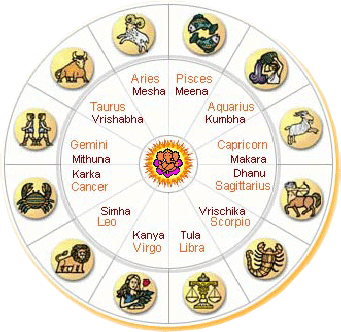 Aries
Mesha
Pisces
Meena
Taurus
Vrishabha
Aquarius
Kumbha
Gemini
Mithuna
Capricorn
Makara
Karka
Cancer
Dhanu
Sagittarius
Simha
Leo
Vrischika
Scorpio
Kanya
Virgo
Tula
Libra